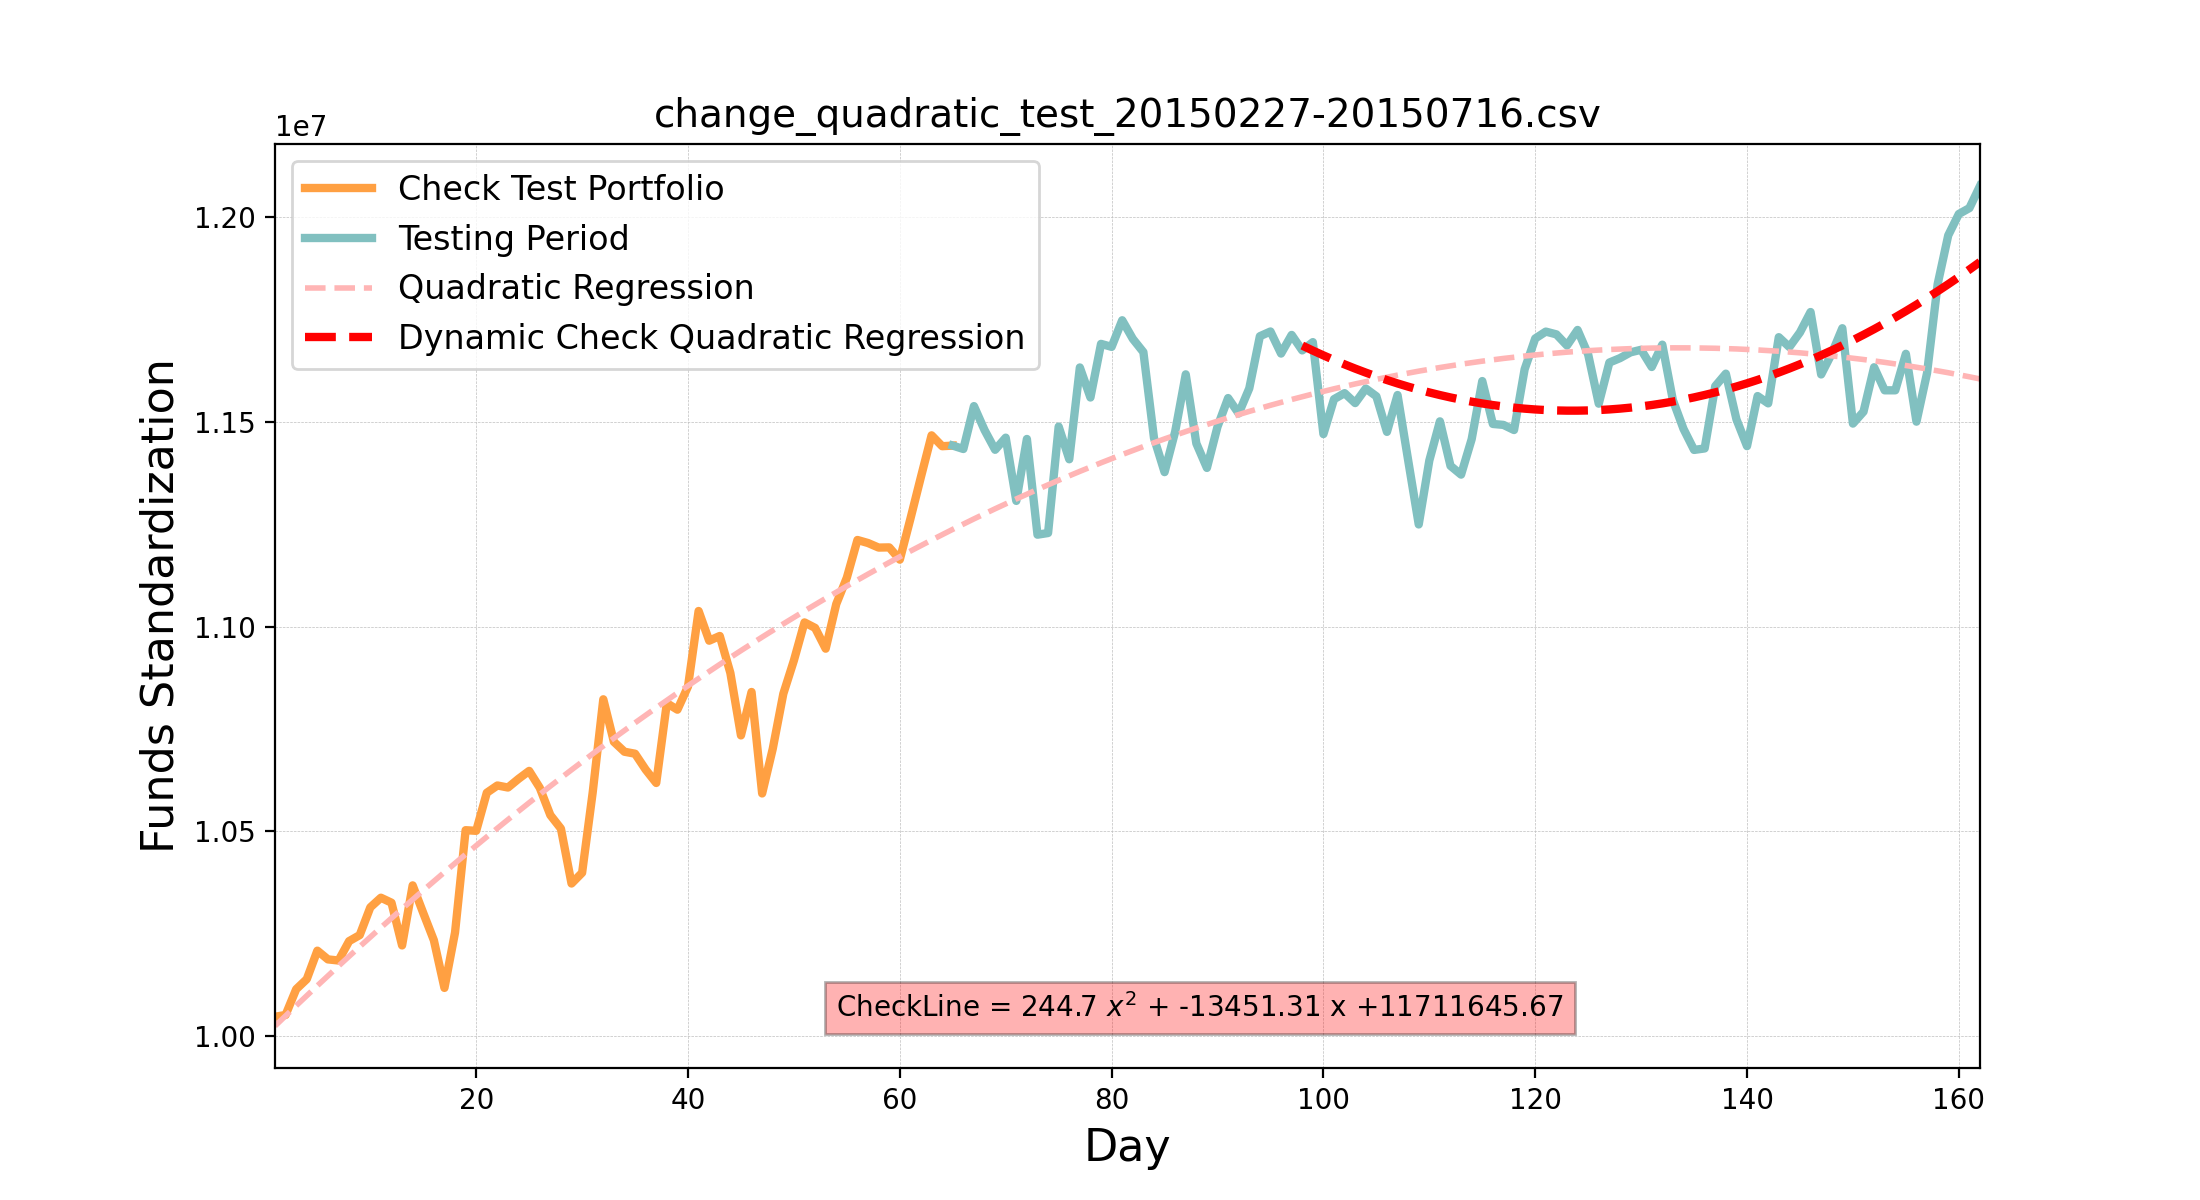 change_quadratic_test_20150227-20150716.csv
1e7
Check Test Portfolio
Testing Period
Quadratic Regression
Dynamic Check Quadratic Regression
1.20
1.15
1.10
1.05
1.00
Funds Standardization
CheckLine = 244.7 x² + -13451.31 x +11711645.67
20 40 60 80 100 120 140 160
Day